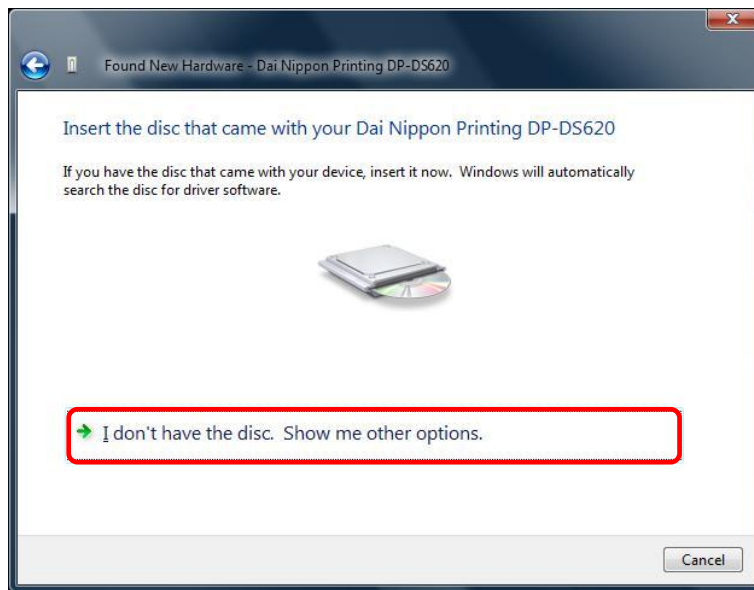 Found New Hardware - Dai Nippon Printing DP-DS620
Insert the disc that came with your Dai Nippon Printing DP-DS620
If you have the disc that came with your device, insert it now.  Windows will automatically
search the disc for driver software.
I don't have the disc.  Show me other options.
Cancel